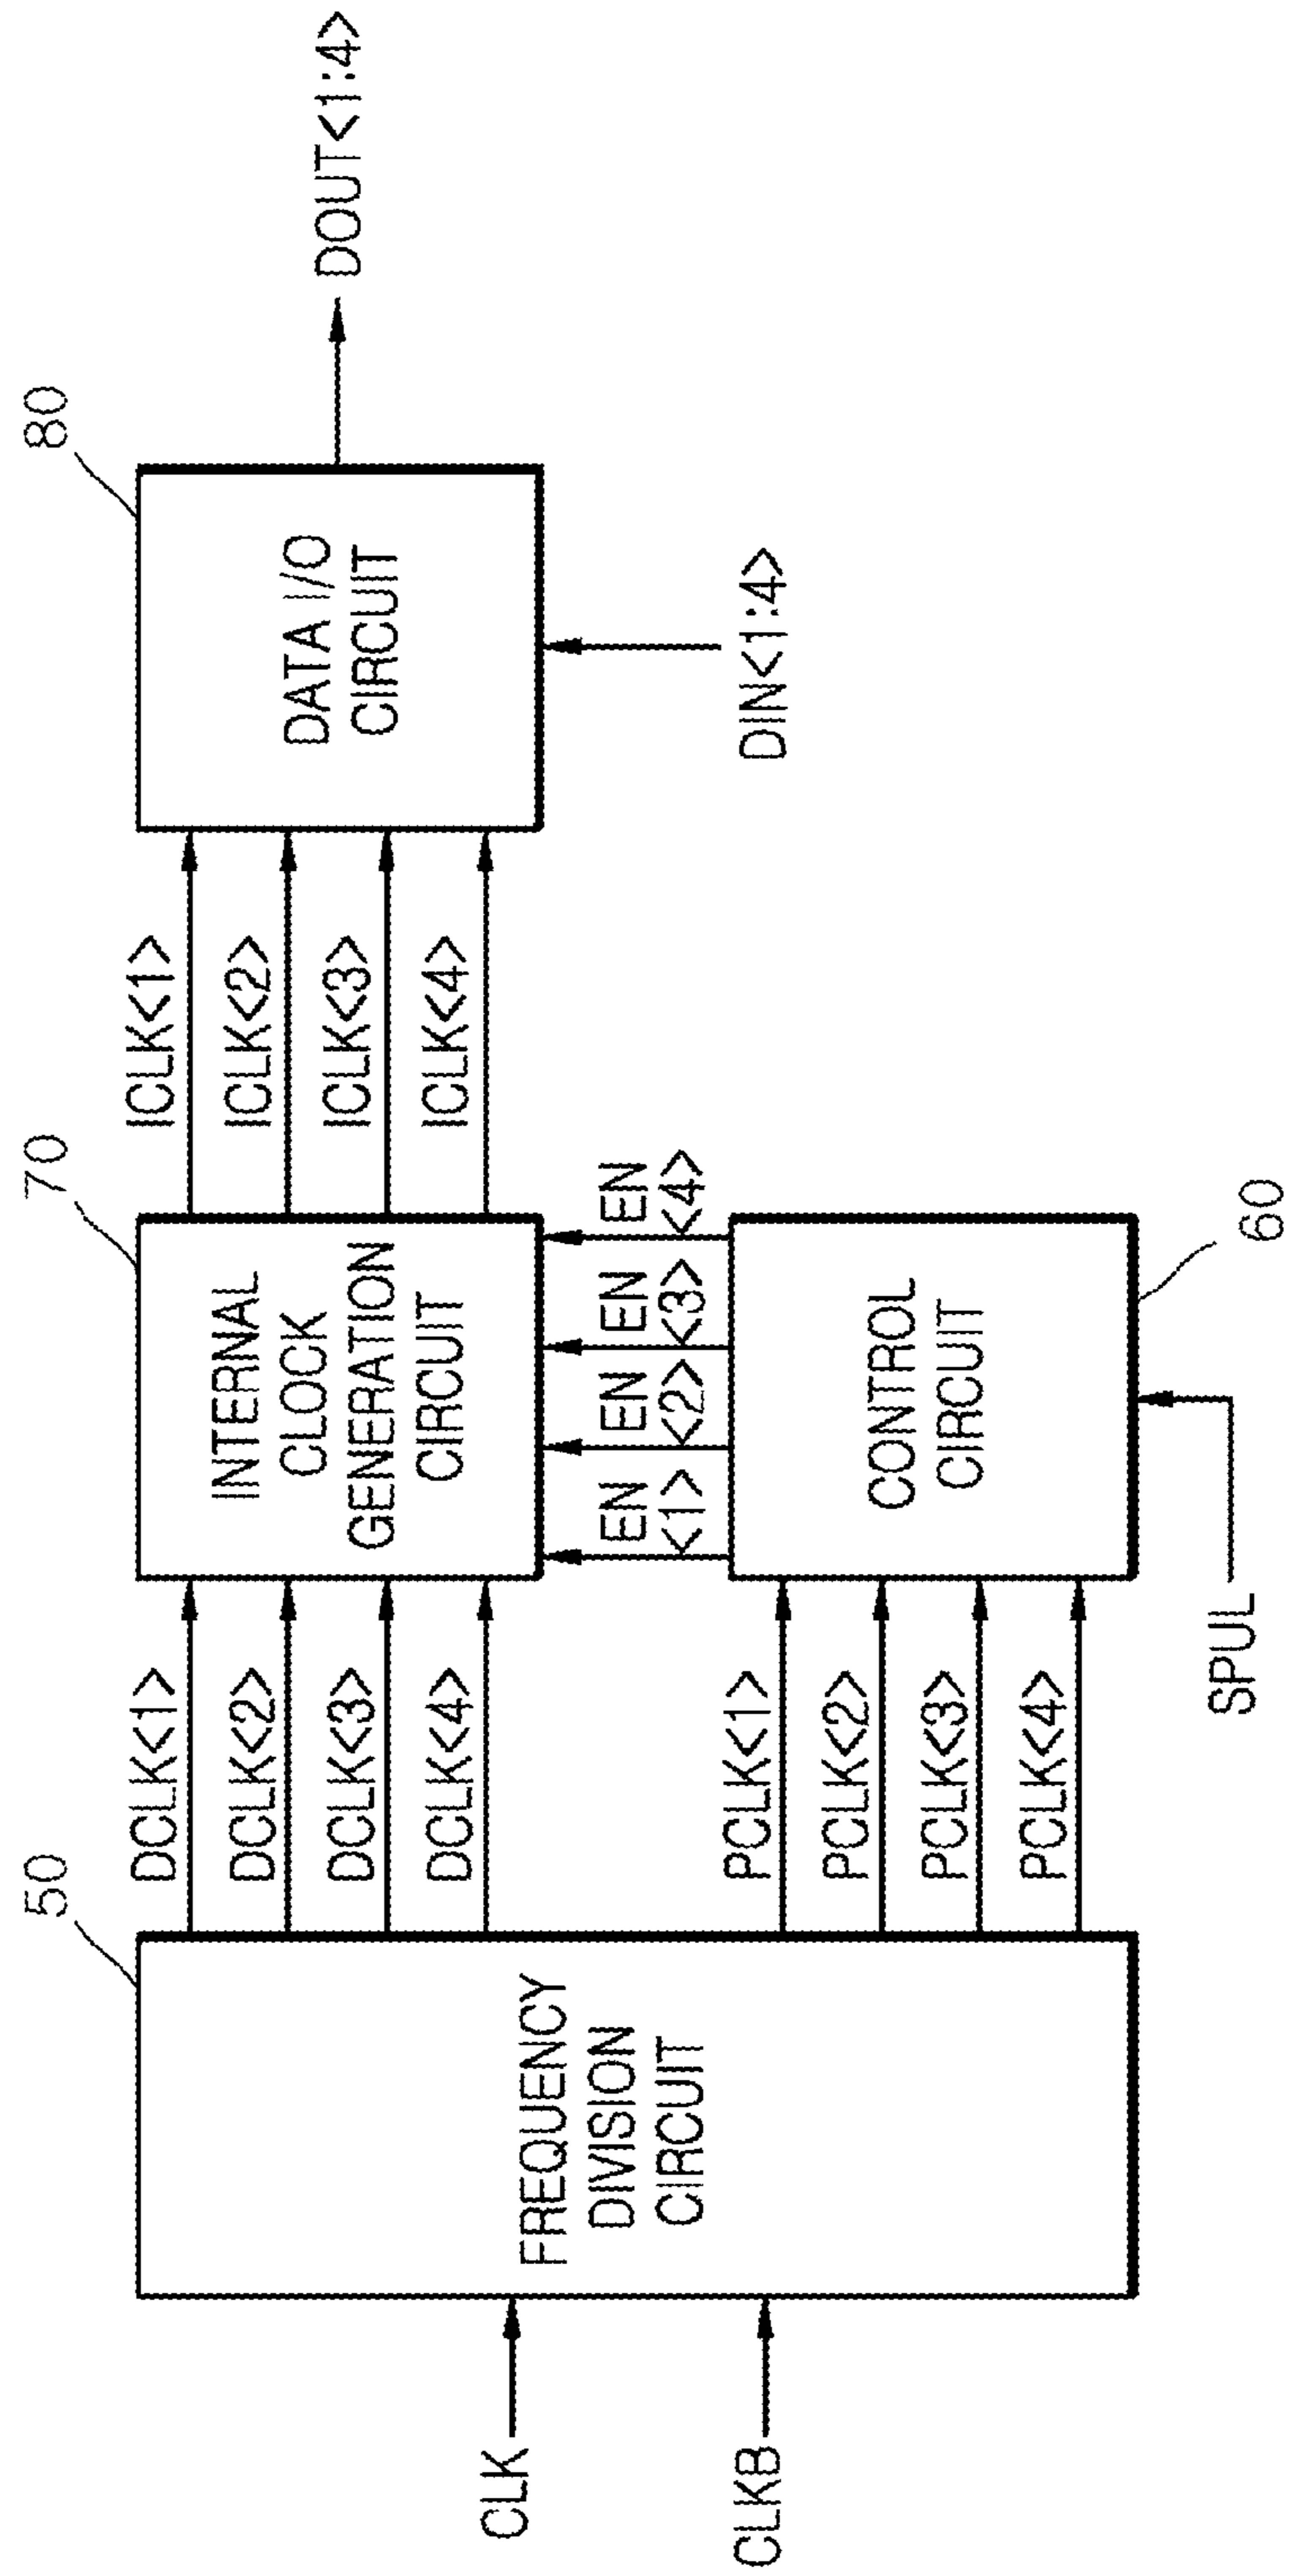 CLK
CLKB
50
FREQUENCY
DIVISION
CIRCUIT
DCLK<1>
DCLK<2>
DCLK<3>
DCLK<4>
PCLK<1>
PCLK<2>
PCLK<3>
PCLK<4>
70
INTERNAL
CLOCK
GENERATION
CIRCUIT
EN
<1>
EN
<2>
EN
<3>
EN
<4>
CONTROL
CIRCUIT
60
SPUL
ICLK<1>
ICLK<2>
ICLK<3>
ICLK<4>
80
DATA I/O
CIRCUIT
DIN<1:4>
DOUT<1:4>